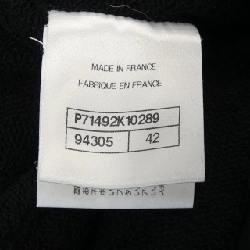 MADE IN FRANCE
FABRIQUE EN FRANCE
P71492K10289
94305 42